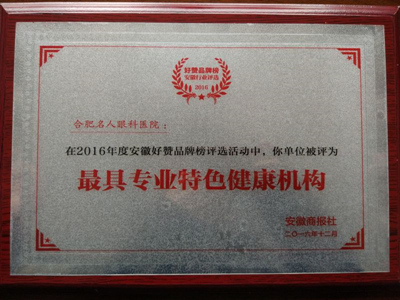 好赞品牌榜
安徽行业评选
2016
合肥名人眼科医院：
在2016年度安徽好赞品牌榜评选活动中，你单位被评为
最具专业特色健康机构
安徽商报社
二〇一六年十二月